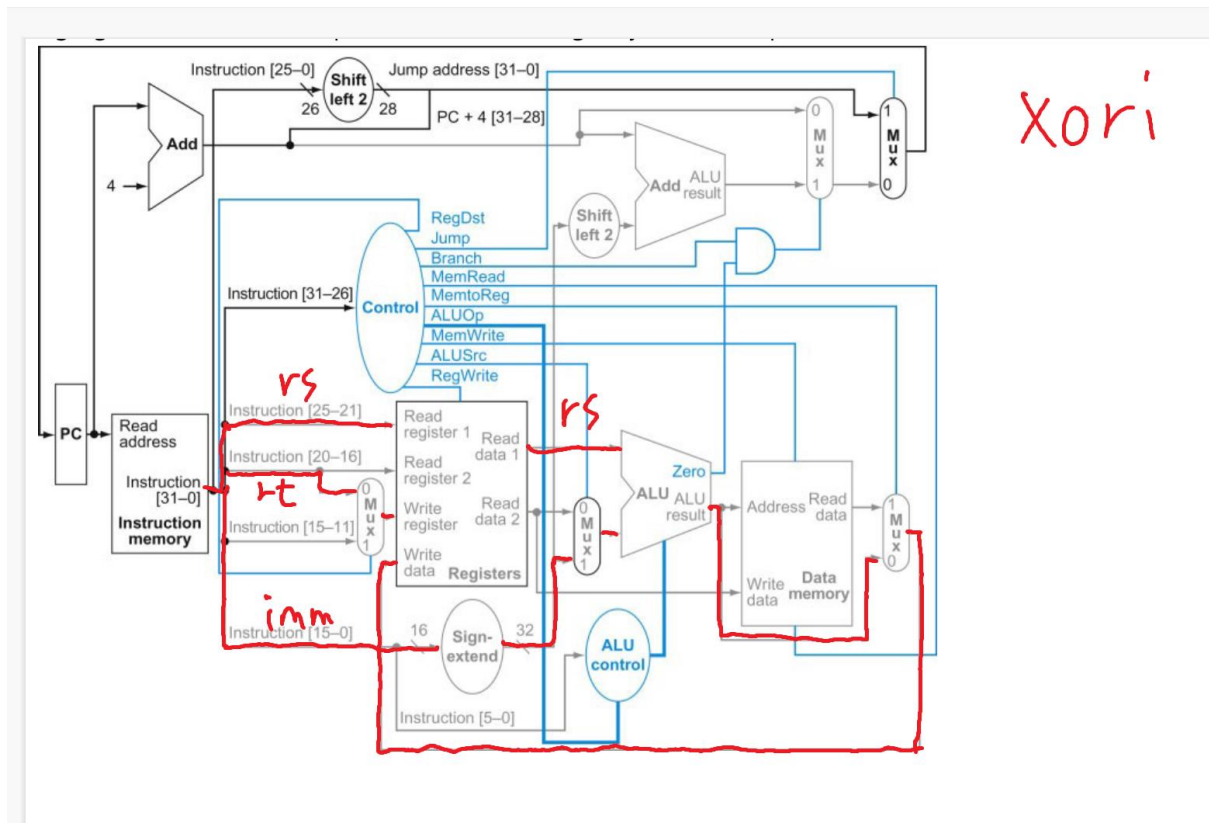 Instruction [25–0]
Shift left 2
Jump address [31–0]
26
28
PC + 4 [31–28]
xori
Add
4
0
Mux
1
1
Mux
0
Add
ALU result
Shift left 2
RegDst
Jump
Branch
MemRead
MemtoReg
ALUOp
MemWrite
ALUSrc
RegWrite
Instruction [31–26]
Control
rs
Instruction [25–21]
rs
PC
Read address
Instruction [31–0]
Instruction memory
Instruction [20–16]
rt
Instruction [15–11]
0
Mux
1
Read register 1
Read data 1
Read register 2
Write register
Read data 2
Write data
Registers
0
Mux
1
Zero
ALU
ALU result
Address
Read data
Write data
Data memory
1
Mux
0
imm
Instruction [15–0]
16
Sign-extend
32
ALU control
Instruction [5–0]